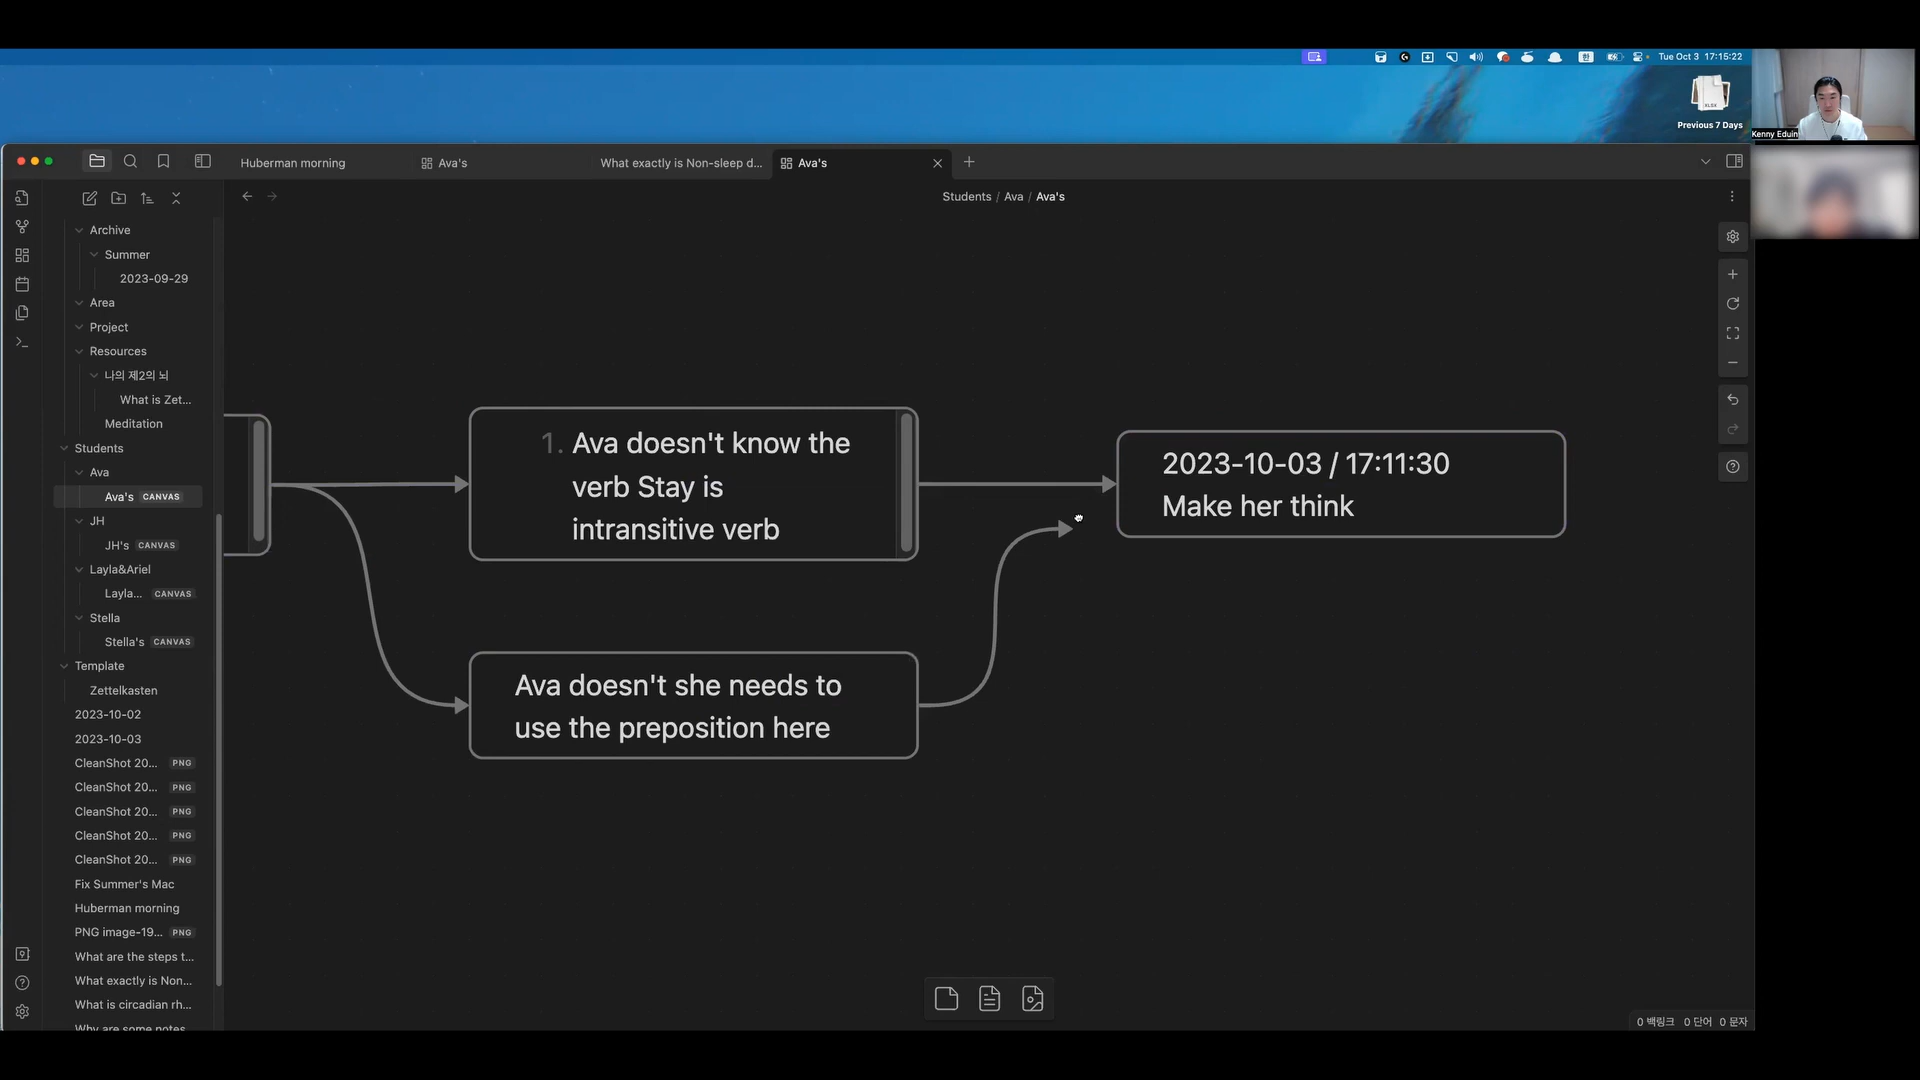 Tue Oct 3 17:15:22
XLSX
Previous 7 Days
Kenny Eduin
Huberman morning
Ava's
What exactly is Non-sleep d...
Ava's
Students / Ava / Ava's
Archive
Summer
2023-09-29
Area
Project
Resources
나의 제2의 뇌
What is Zet...
Meditation
Students
Ava
Ava's CANVAS
JH
JH's CANVAS
Layla&Ariel
Layla... CANVAS
Stella
Stella's CANVAS
Template
Zettelkasten
2023-10-02
2023-10-03
CleanShot 20... PNG
CleanShot 20... PNG
CleanShot 20... PNG
CleanShot 20... PNG
CleanShot 20... PNG
Fix Summer's Mac
Huberman morning
PNG image-19... PNG
What are the steps t...
What exactly is Non...
What is circadian rh...
Why are some notes
1. Ava doesn't know the
verb Stay is
intransitive verb
2023-10-03 / 17:11:30
Make her think
Ava doesn't she needs to
use the preposition here
0 백링크 0 단어 0 문자